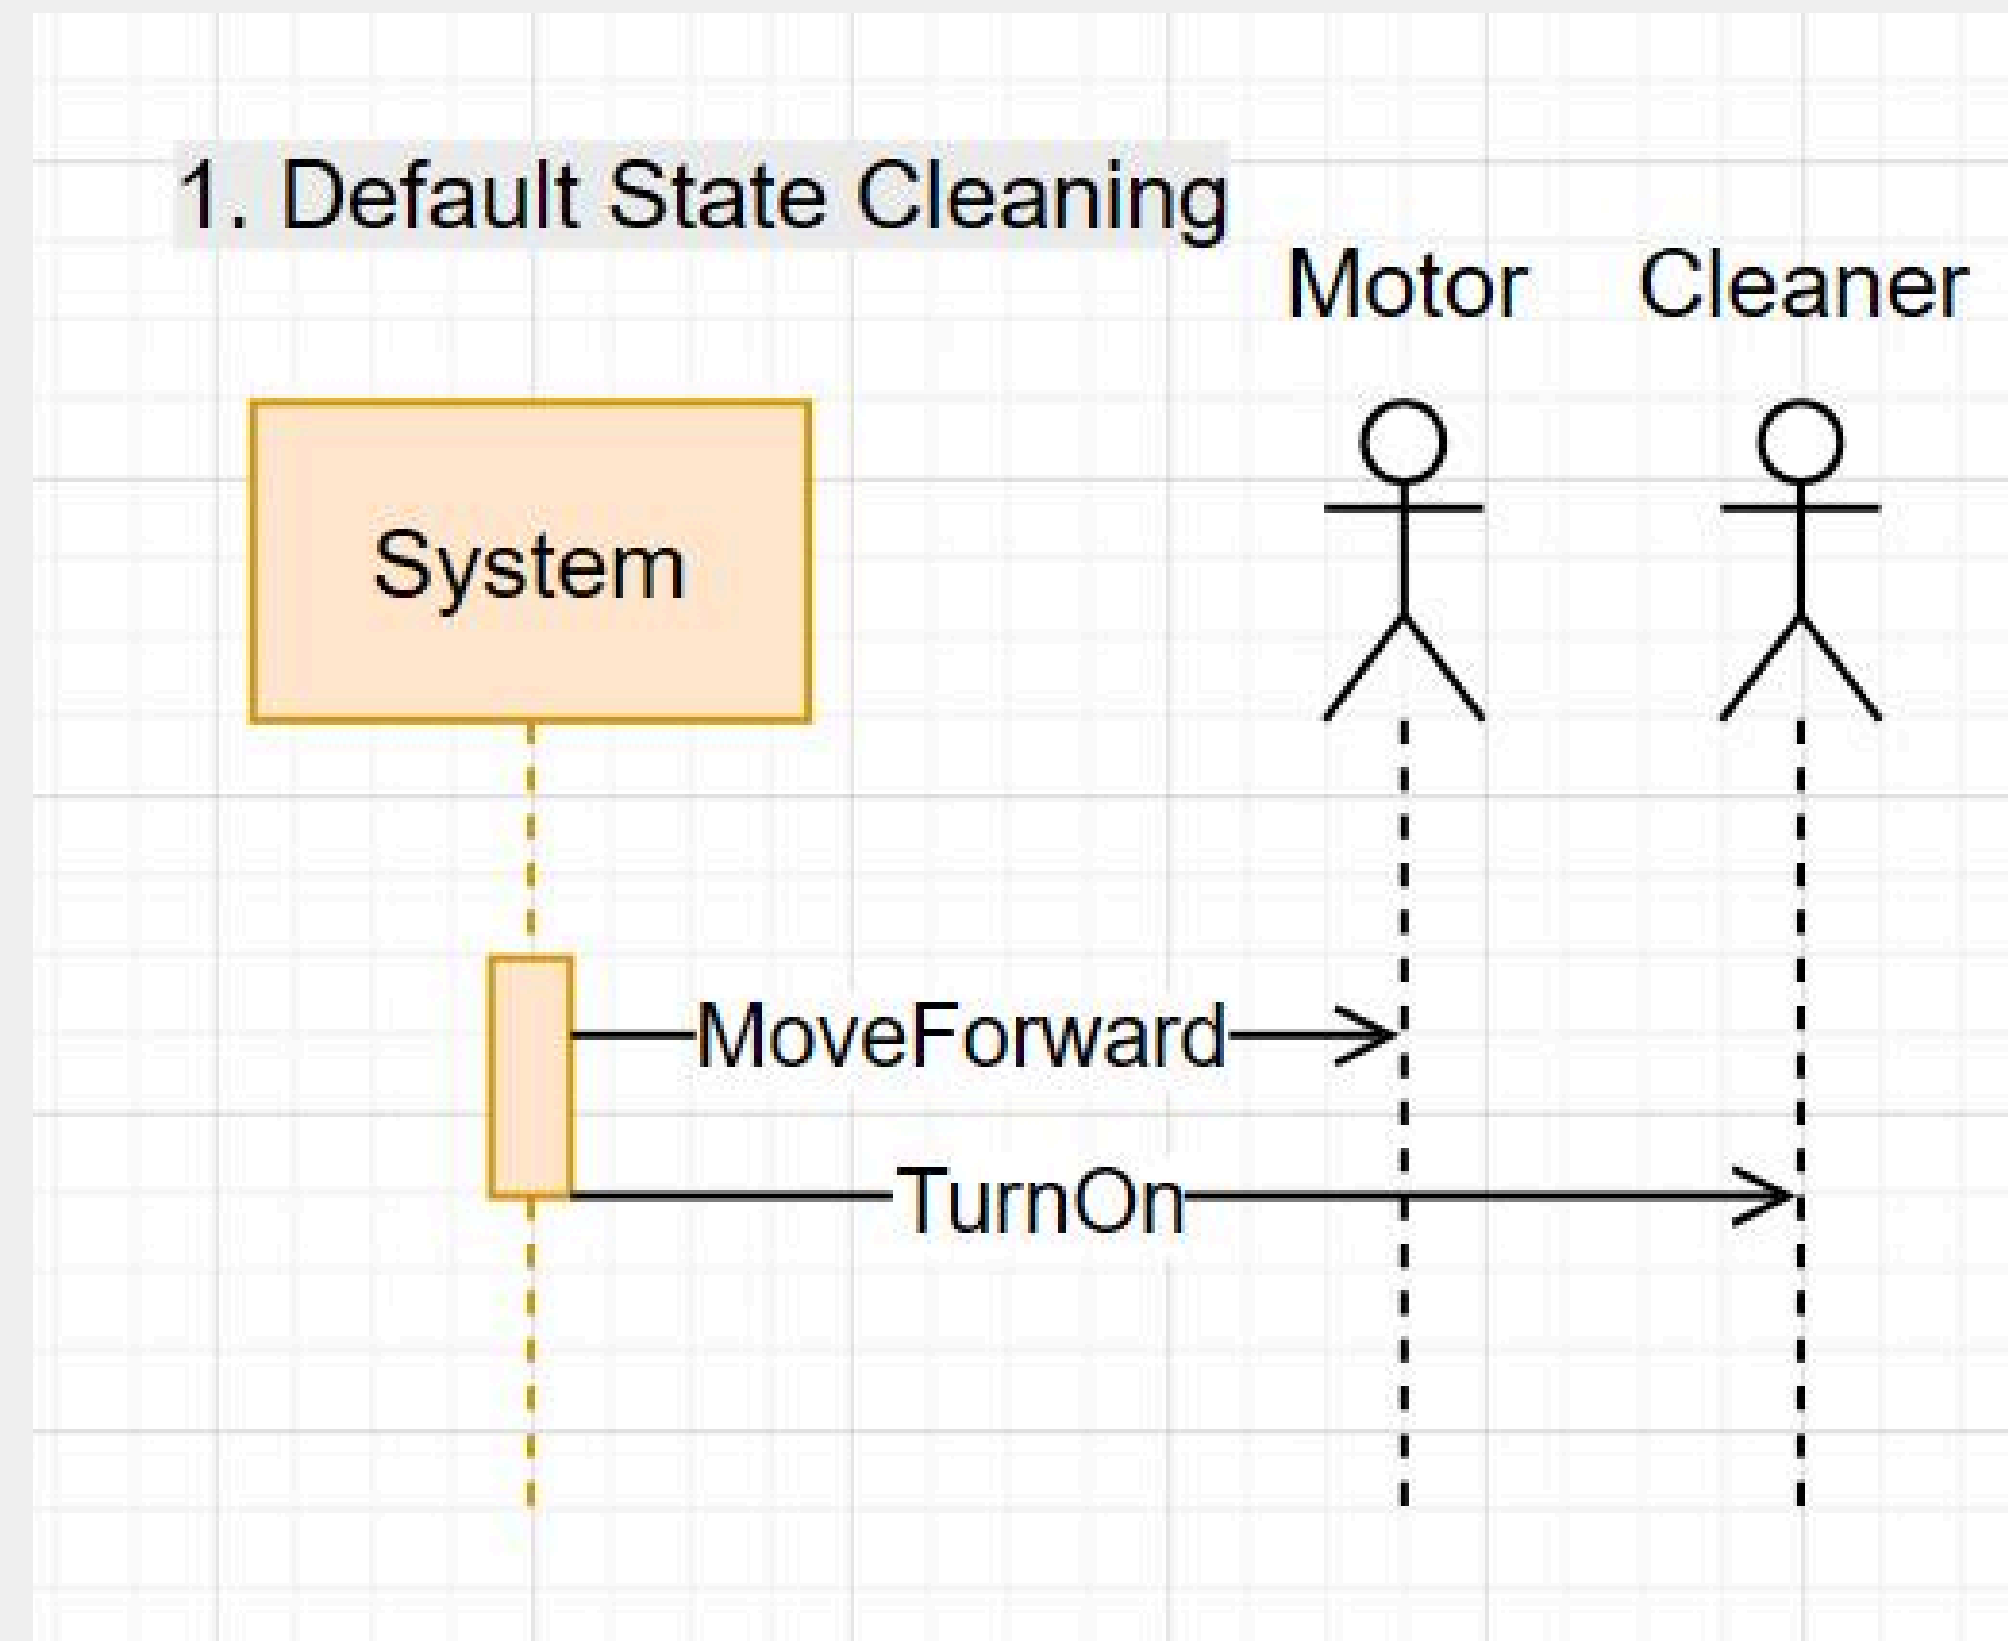 1. Default State Cleaning
Motor Cleaner
System
MoveForward
TurnOn